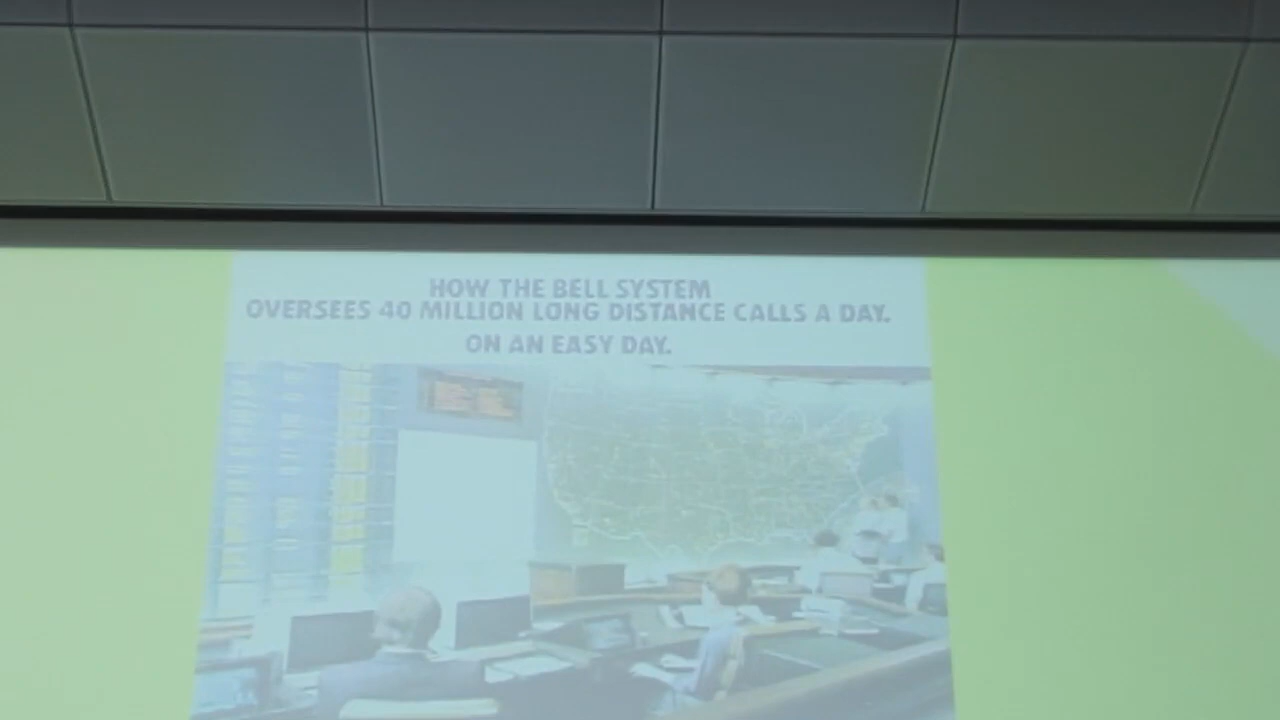 HOW THE BELL SYSTEM
OVERSEES 40 MILLION LONG DISTANCE CALLS A DAY.
ON AN EASY DAY.